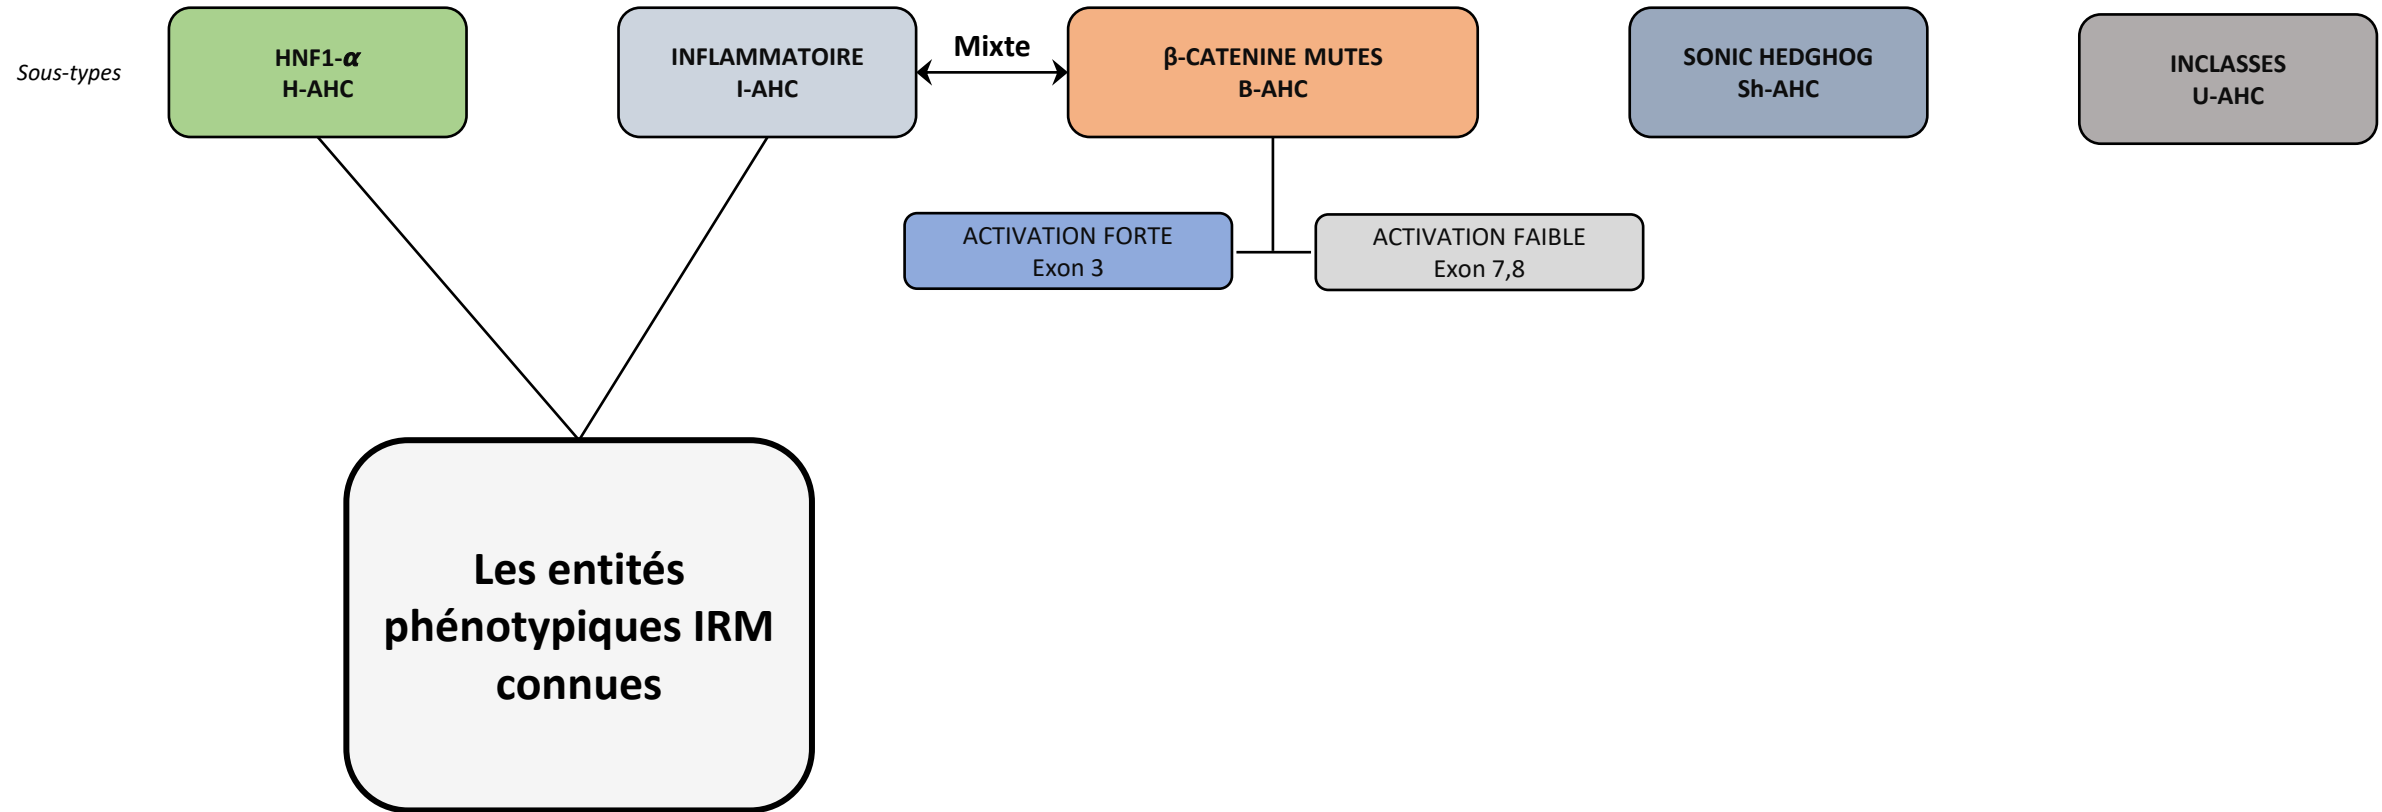 Sous-types
HNF1-α
H-AHC
INFLAMMATOIRE
I-AHC
Mixte
β-CATENINE MUTES
B-AHC
SONIC HEDGHOG
Sh-AHC
INCLASSES
U-AHC
ACTIVATION FORTE
Exon 3
ACTIVATION FAIBLE
Exon 7,8
Les entités
phénotypiques IRM
connues